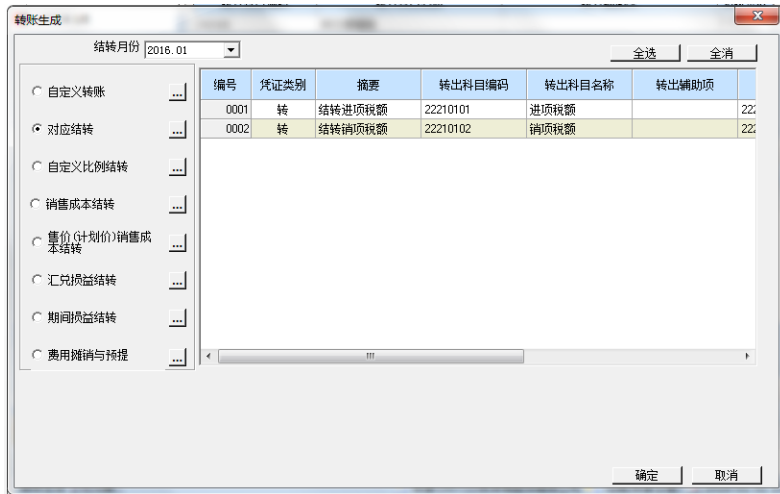 转账生成
结转月份 2016.01
全选 全消
自定义转账 ...
对应结转 ...
自定义比例结转 ...
销售成本结转 ...
售价(计划价)销售成
本结转 ...
汇兑损益结转 ...
期间损益结转 ...
费用摊销与预提 ...
编号 凭证类别 摘要 转出科目编码 转出科目名称 转出辅助项
0001 转 结转进项税额 22210101 进项税额 222
0002 转 结转销项税额 22210102 销项税额 222
确定 取消